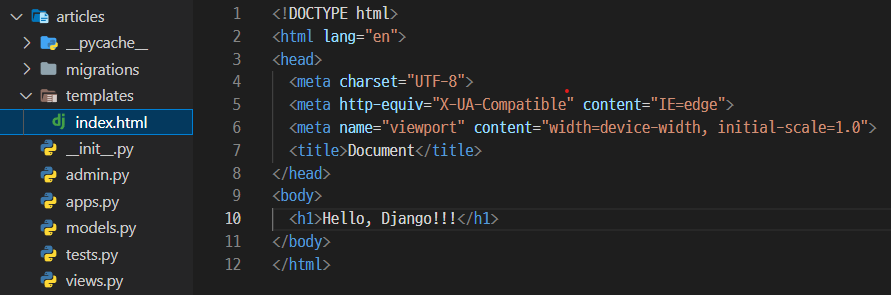 articles
__pycache__
migrations
templates
index.html
__init__.py
admin.py
apps.py
models.py
tests.py
views.py
1 <!DOCTYPE html>
2 <html lang="en">
3 <head>
4 <meta charset="UTF-8">
5 <meta http-equiv="X-UA-Compatible" content="IE=edge">
6 <meta name="viewport" content="width=device-width, initial-scale=1.0">
7 <title>Document</title>
8 </head>
9 <body>
10 <h1>Hello, Django!!!</h1>
11 </body>
12 </html>